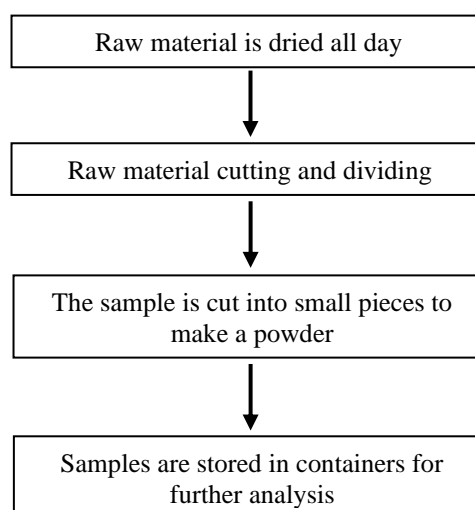 Raw material is dried all day
Raw material cutting and dividing
The sample is cut into small pieces to
make a powder
Samples are stored in containers for
further analysis